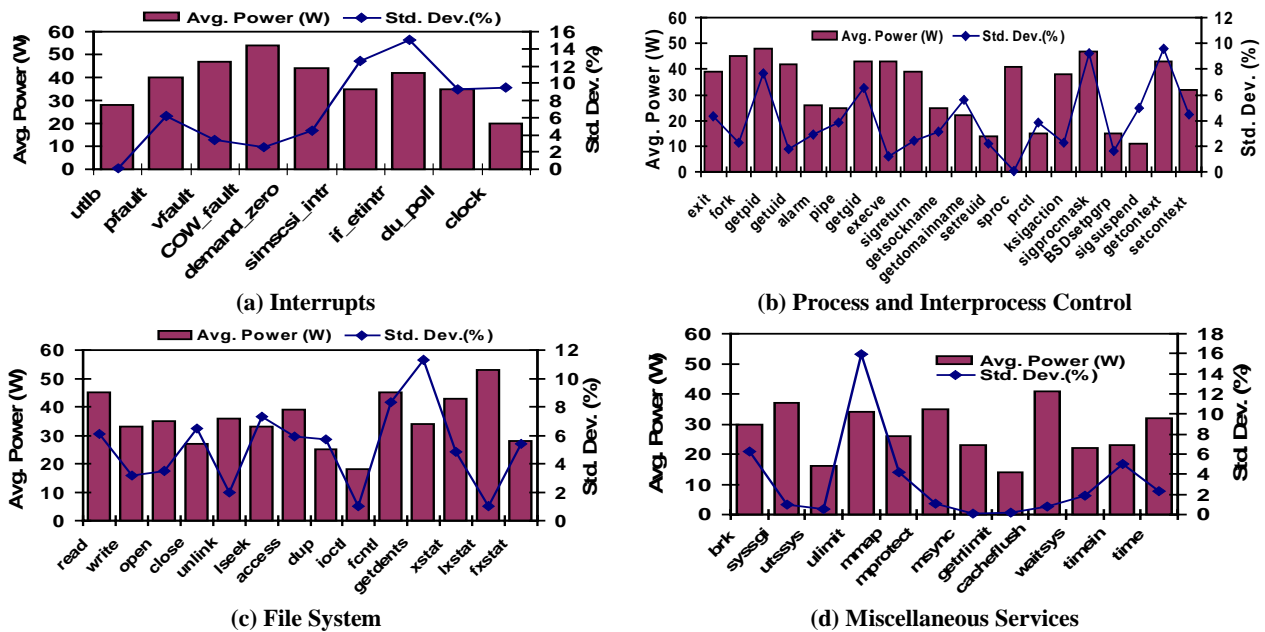 Avg. Power (W) Std. Dev.(%)
60
50
40
30
20
10
0
Avg. Power (W)
16
14
12
10
8
6
4
2
0
Std. Dev. (%)
utlb
pfault
vfault
COW_fault
demand_zero
simscsi_intr
if_etintr
du_poll
clock
(a) Interrupts
Avg. Power (W) Std. Dev.(%)
60
50
40
30
20
10
0
Avg. Power (W)
12
10
8
6
4
2
0
Std. Dev. (%)
exit
fork
getpid
getuid
alarm
pipe
getgid
execve
sigreturn
getsockname
getdomainname
setreuid
sproc
prctl
ksigaction
sigprocmask
BSDsetpgrp
sigsuspend
getcontext
setcontext
(b) Process and Interprocess Control
Avg. Power (W) Std. Dev.(%)
60
50
40
30
20
10
0
Avg. Power (W)
12
10
8
6
4
2
0
Std. Dev. (%)
read
write
open
close
unlink
lseek
access
dup
ioctl
fcntl
getdents
xstat
lxstat
fxstat
(c) File System
Avg. Power (W)
Std. Dev.(%)
60
50
40
30
20
10
0
Avg. Power (W)
18
16
14
12
10
8
6
4
2
0
Std. Dev. (%)
brk
syssgi
utssys
ulimit
mmap
mprotect
msync
getrlimit
cacheflush
waitsys
timein
time
(d) Miscellaneous Services